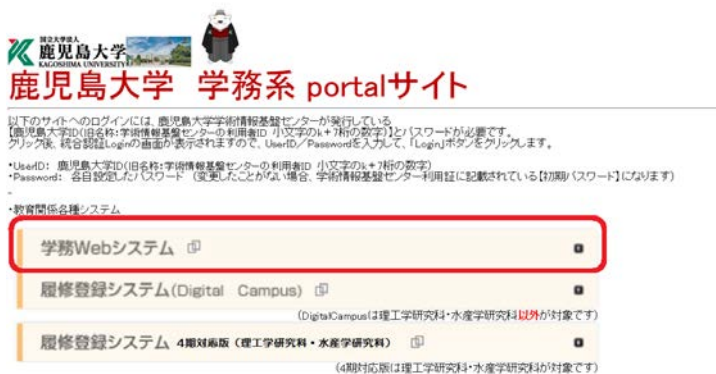 国立大学法人
鹿児島大学
KAGOSHIMA UNIVERSITY
鹿児島大学 学務系 portalサイト
以下のサイトへのログインには、鹿児島大学学術情報基盤センターが発行している
【鹿児島大学ID(旧名称:学術情報基盤センターの利用者ID 小文字のk+7桁の数字)】とパスワードが必要です。
クリック後、統合認証Loginの画面が表示されますので、UserID/Passwordを入力して、「Login」ボタンをクリックします。
・UserID: 鹿児島大学ID(旧名称:学術情報基盤センターの利用者ID 小文字のk+7桁の数字)
・Password: 各自設定したパスワード (変更したことがない場合、学術情報基盤センター利用証に記載されている【初期パスワード】になります)
-
・教育関係各種システム
学務Webシステム
履修登録システム(Digital Campus)
(DigitalCampusは理工学研究科・水産学研究科以外が対象です)
履修登録システム 4期対応版（理工学研究科・水産学研究科）
(4期対応版は理工学研究科・水産学研究科が対象です)